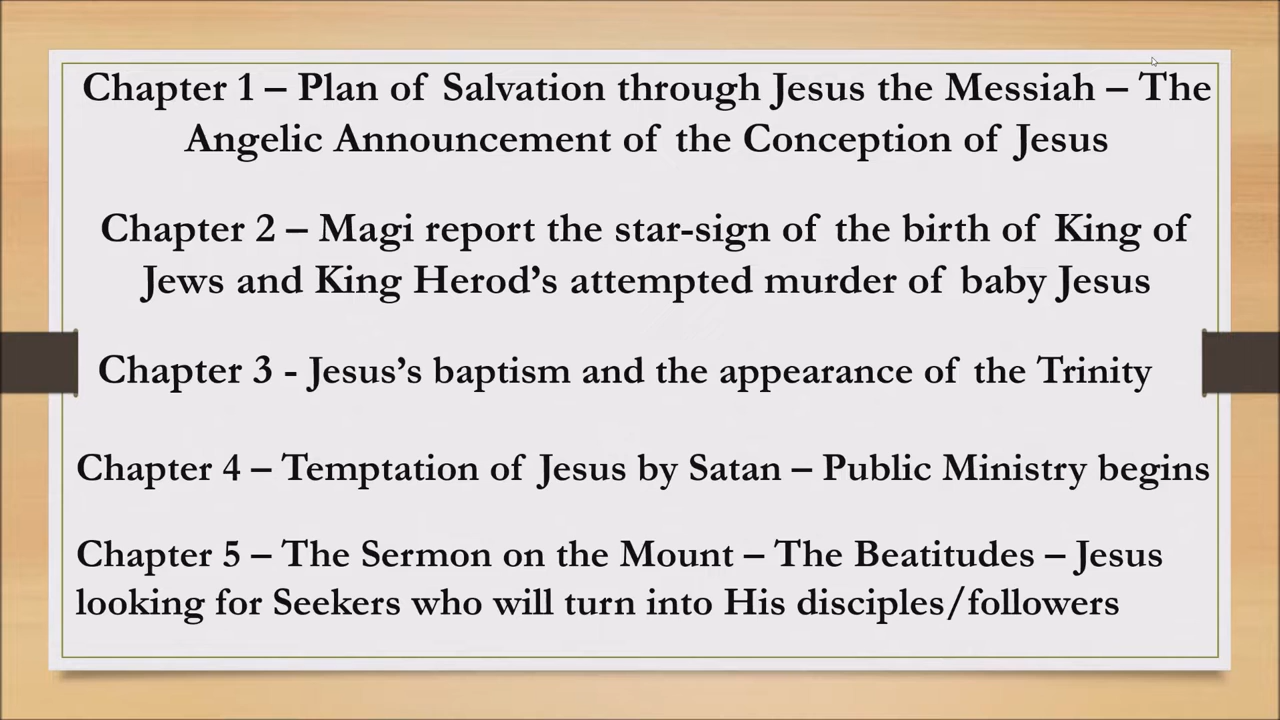 Chapter 1 – Plan of Salvation through Jesus the Messiah – The
Angelic Announcement of the Conception of Jesus
Chapter 2 – Magi report the star-sign of the birth of King of
Jews and King Herod’s attempted murder of baby Jesus
Chapter 3 - Jesus’s baptism and the appearance of the Trinity
Chapter 4 – Temptation of Jesus by Satan – Public Ministry begins
Chapter 5 – The Sermon on the Mount – The Beatitudes – Jesus
looking for Seekers who will turn into His disciples/followers